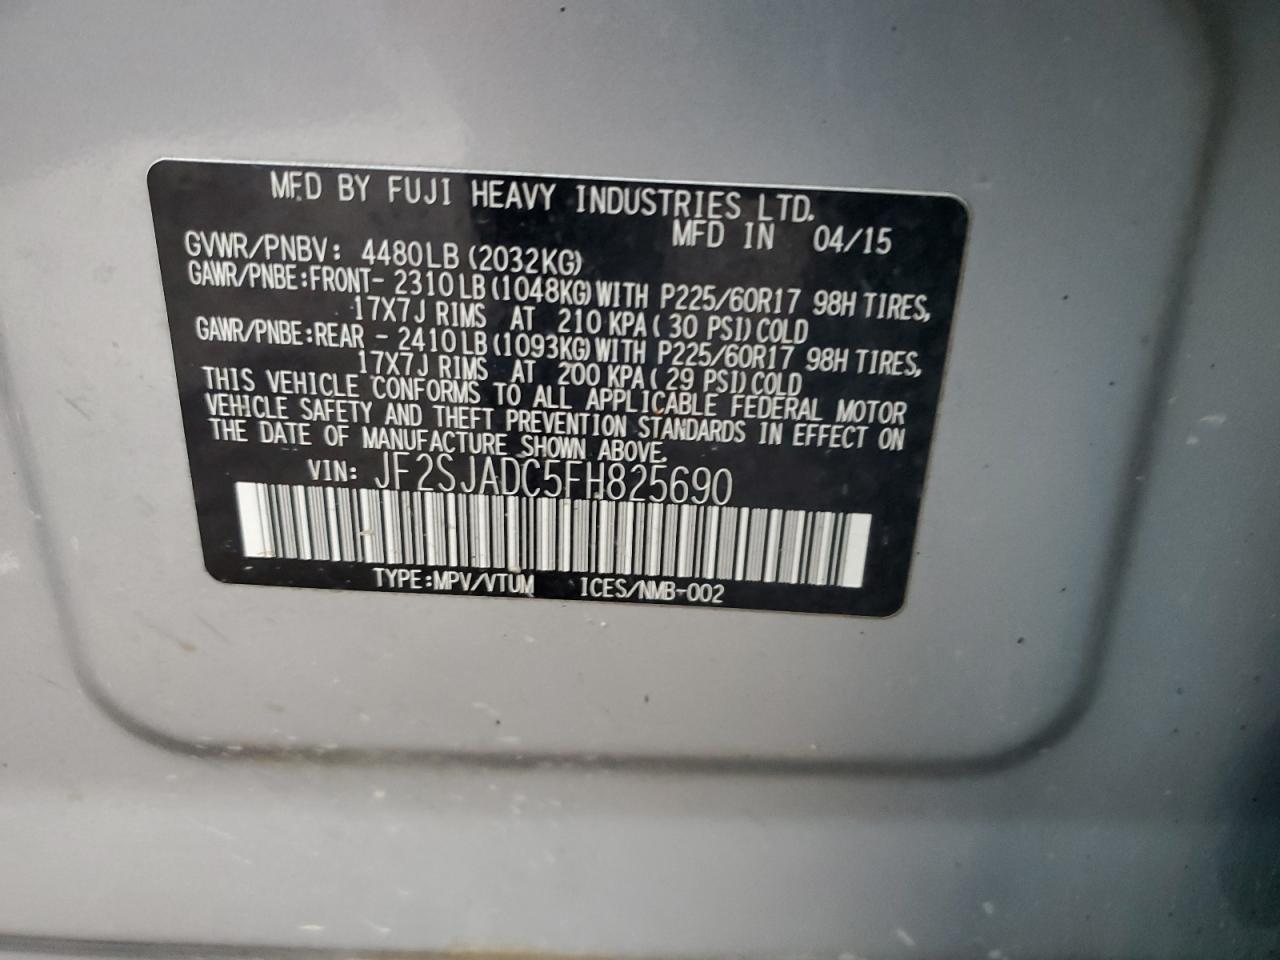 MFD BY FUJI HEAVY INDUSTRIES LTD.
MFD IN 04/15
GVWR/PNBV: 4480LB (2032KG)
GAWR/PNBE:FRONT- 2310LB (1048KG) WITH P225/60R17 98H TIRES,
17X7J RIMS AT 210 KPA ( 30 PSI) COLD
GAWR/PNBE:REAR - 2410LB (1093KG) WITH P225/60R17 98H TIRES,
17X7J RIMS AT 200 KPA ( 29 PSI) COLD
THIS VEHICLE CONFORMS TO ALL APPLICABLE FEDERAL MOTOR
VEHICLE SAFETY AND THEFT PREVENTION STANDARDS IN EFFECT ON
THE DATE OF MANUFACTURE SHOWN ABOVE.
VIN: JF2SJADC5FH825690
TYPE:MPV/VTUM ICES/NMB-002